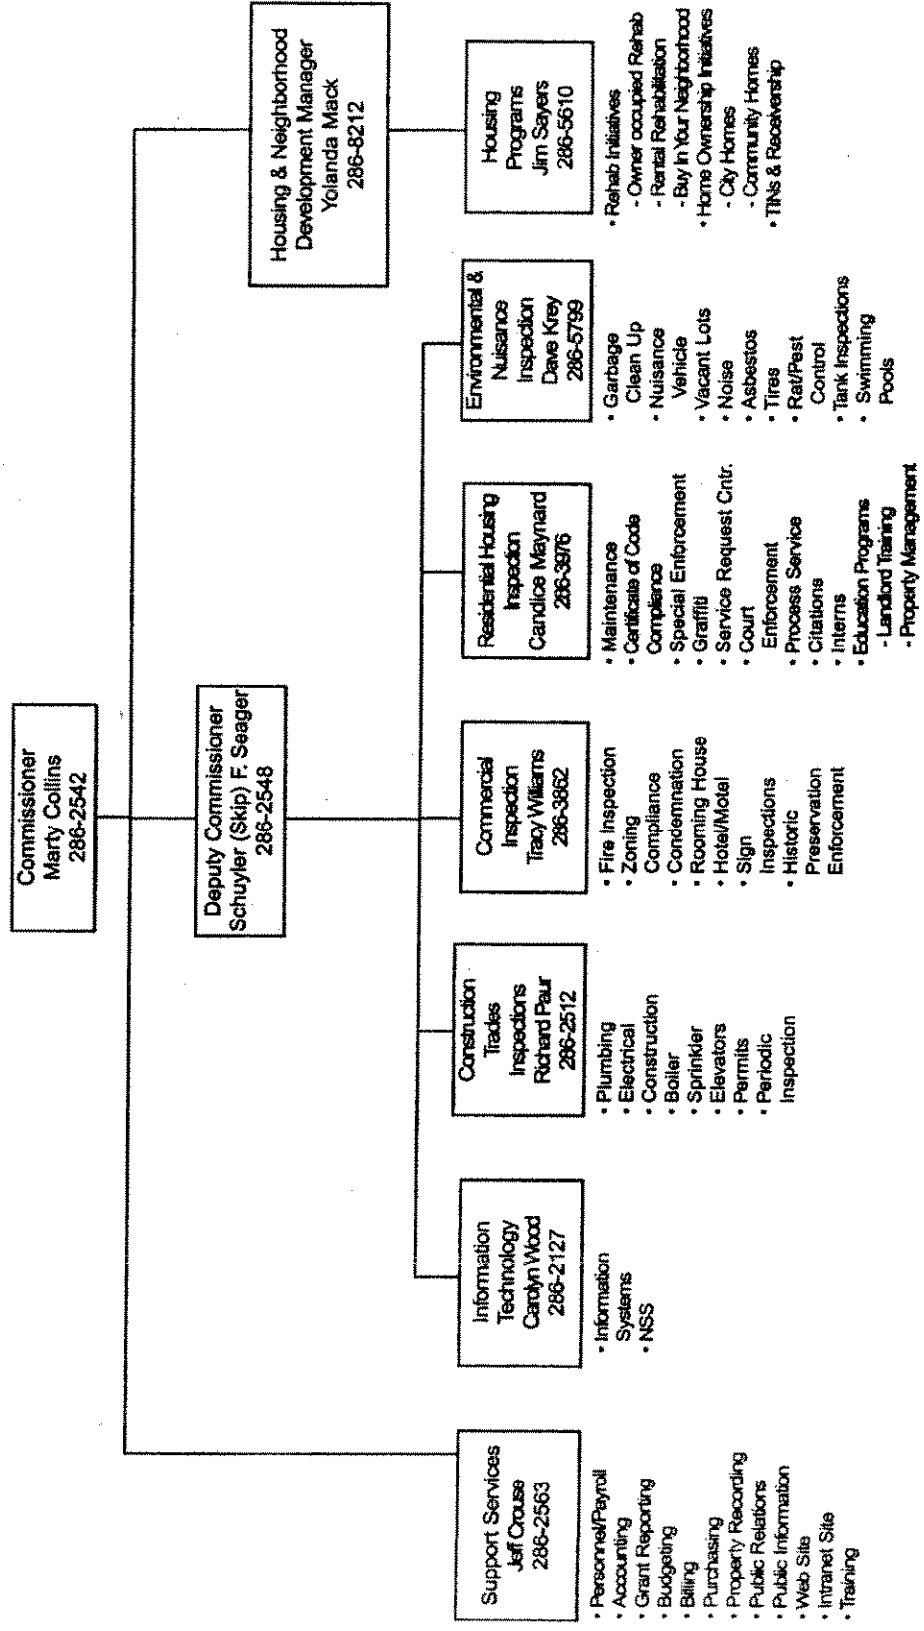 Commissioner
Marty Collins
286-2542
Deputy Commissioner
Schuyler (Skip) F. Seager
286-2548
Housing & Neighborhood
Development Manager
Yolanda Mack
286-8212
Support Services
Jeff Crouse
286-2563
• Personnel/Payroll
• Accounting
• Grant Reporting
• Budgeting
• Billing
• Purchasing
• Property Recording
• Public Relations
• Public Information
• Web Site
• Intranet Site
• Training
Information
Technology
Carolyn Wood
286-2127
• Information
Systems
• NSS
Construction
Trades
Inspections
Richard Paur
286-2512
• Plumbing
• Electrical
• Construction
• Boiler
• Sprinkler
• Elevators
• Permits
• Periodic
Inspection
Commercial
Inspection
Tracy Williams
286-3862
• Fire Inspection
• Zoning
Compliance
• Condemnation
• Rooming House
• Hotel/Motel
• Sign
Inspections
• Historic
Preservation
Enforcement
Residential Housing
Inspection
Candice Maynard
286-3976
• Maintenance
• Certificate of Code
Compliance
• Special Enforcement
• Graffiti
• Service Request Cntr.
• Court
Enforcement
• Process Service
• Citations
• Interns
• Education Programs
- Landlord Training
- Property Management
Environmental &
Nuisance
Inspection
Dave Krey
286-5799
• Garbage
Clean Up
• Nuisance
Vehicle
• Vacant Lots
• Noise
• Asbestos
• Tires
• Rat/Pest
Control
• Tank Inspections
• Swimming
Pools
Housing
Programs
Jim Sayers
286-5610
• Rehab Initiatives
- Owner occupied Rehab
- Rental Rehabilitation
- Buy In Your Neighborhood
• Home Ownership Initiatives
- City Homes
- Community Homes
• TINs & Receivership